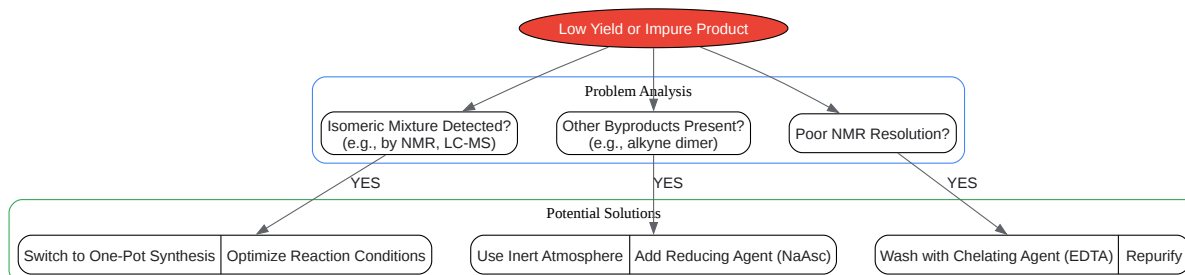 Low Yield or Impure Product
Problem Analysis
Isomeric Mixture Detected?
(e.g., by NMR, LC-MS)
Other Byproducts Present?
(e.g., alkyne dimer)
Poor NMR Resolution?
YES
YES
YES
Potential Solutions
Switch to One-Pot Synthesis
Optimize Reaction Conditions
Use Inert Atmosphere
Add Reducing Agent (NaAsc)
Wash with Chelating Agent (EDTA)
Repurify